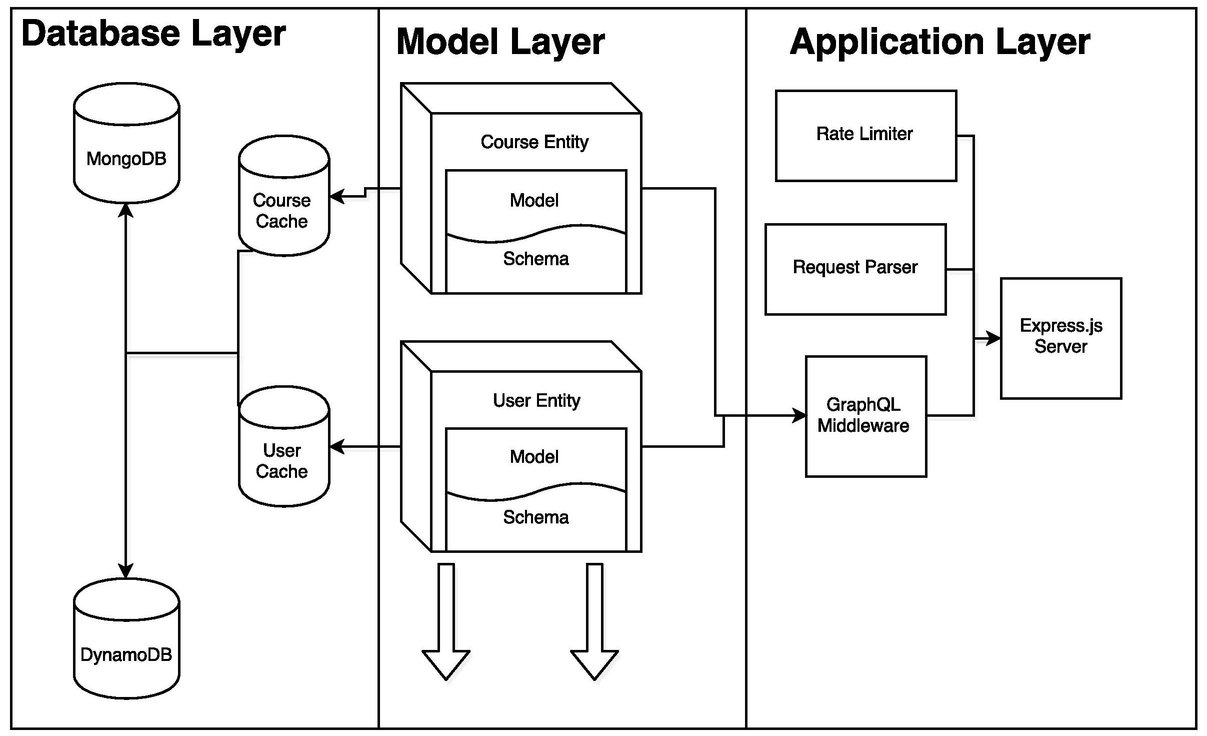 Database Layer
MongoDB
Course
Cache
User
Cache
DynamoDB
Model Layer
Course Entity
Model
Schema
User Entity
Model
Schema
Application Layer
Rate Limiter
Request Parser
GraphQL
Middleware
Express.js
Server